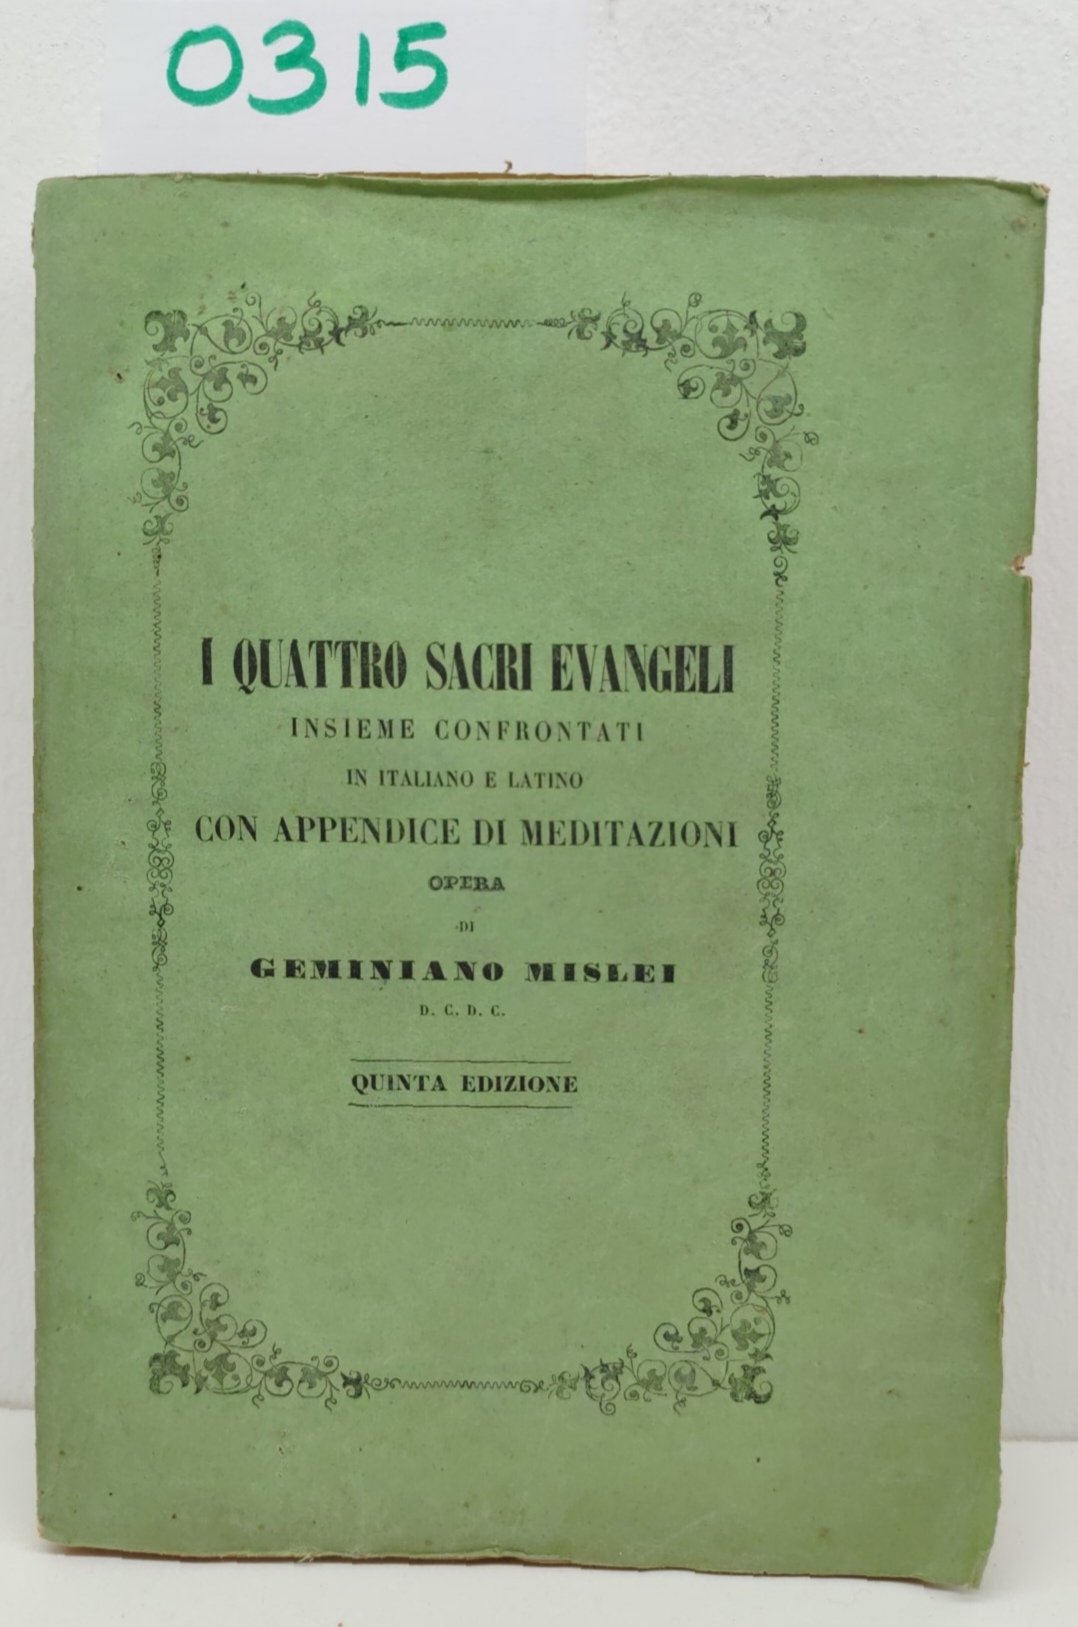 0315
I QUATTRO SACRI EVANGELI
INSIEME CONFRONTATI
IN ITALIANO E LATINO
CON APPENDICE DI MEDITAZIONI
OPERA
DI
GEMINIANO MISLEI
D. C. D. C.
QUINTA EDIZIONE